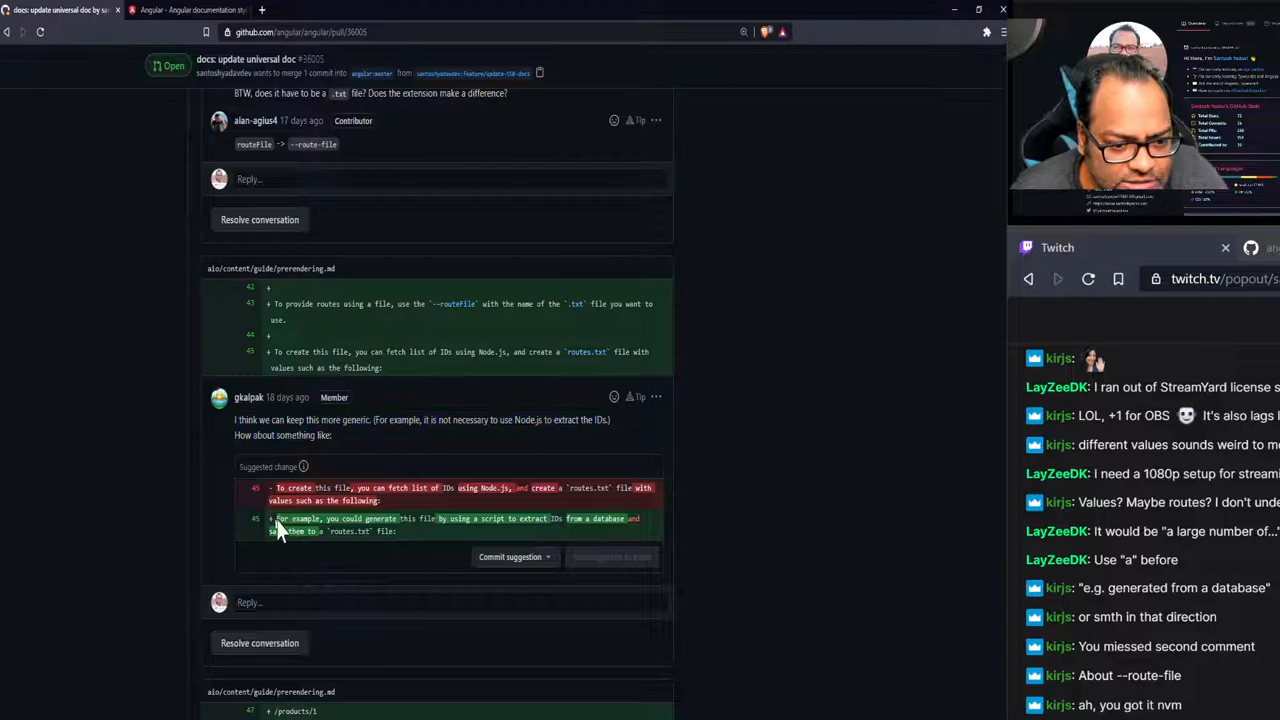 docs: update universal doc by s
Angular - Angular documentation sty
github.com/angular/angular/pull/36005
Open
docs: update universal doc #36005
santoshyadavdev wants to merge 1 commit into angular:master from santoshyadavdev:feature/update-SSR-docs
BTW, does it have to be a .txt file? Does the extension make a difference?
alan-agius4 17 days ago Contributor
Tip
routeFile -> --route-file
Reply...
Resolve conversation
aio/content/guide/prerendering.md
42 +
43 + To provide routes using a file, use the `--routeFile` with the name of the `.txt` file you want to
use.
44 +
45 + To create this file, you can fetch list of IDs using Node.js, and create a `routes.txt` file with
values such as the following:
gkalpak 18 days ago Member
Tip
I think we can keep this more generic. (For example, it is not necessary to use Node.js to extract the IDs.)
How about something like:
Suggested change
45 - To create this file, you can fetch list of IDs using Node.js, and create a `routes.txt` file with
values such as the following:
45 + For example, you could generate this file by using a script to extract IDs from a database and
save them to a `routes.txt` file:
Commit suggestion
Reply...
Resolve conversation
aio/content/guide/prerendering.md
47 + /products/1
Overview
Hi there, I'm Santosh Yadav
Twitch
an
twitch.tv/popout/s
kirjs:
LayZeeDK: I ran out of StreamYard license s
kirjs: LOL, +1 for OBS It's also lags l
kirjs: different values sounds weird to me
LayZeeDK: I need a 1080p setup for streami
kirjs: Values? Maybe routes? I don't unde
LayZeeDK: It would be "a large number of..."
LayZeeDK: Use "a" before
kirjs: "e.g. generated from a database"
kirjs: or smth in that direction
kirjs: You miessed second comment
kirjs: About --route-file
kirjs: ah, you got it nvm